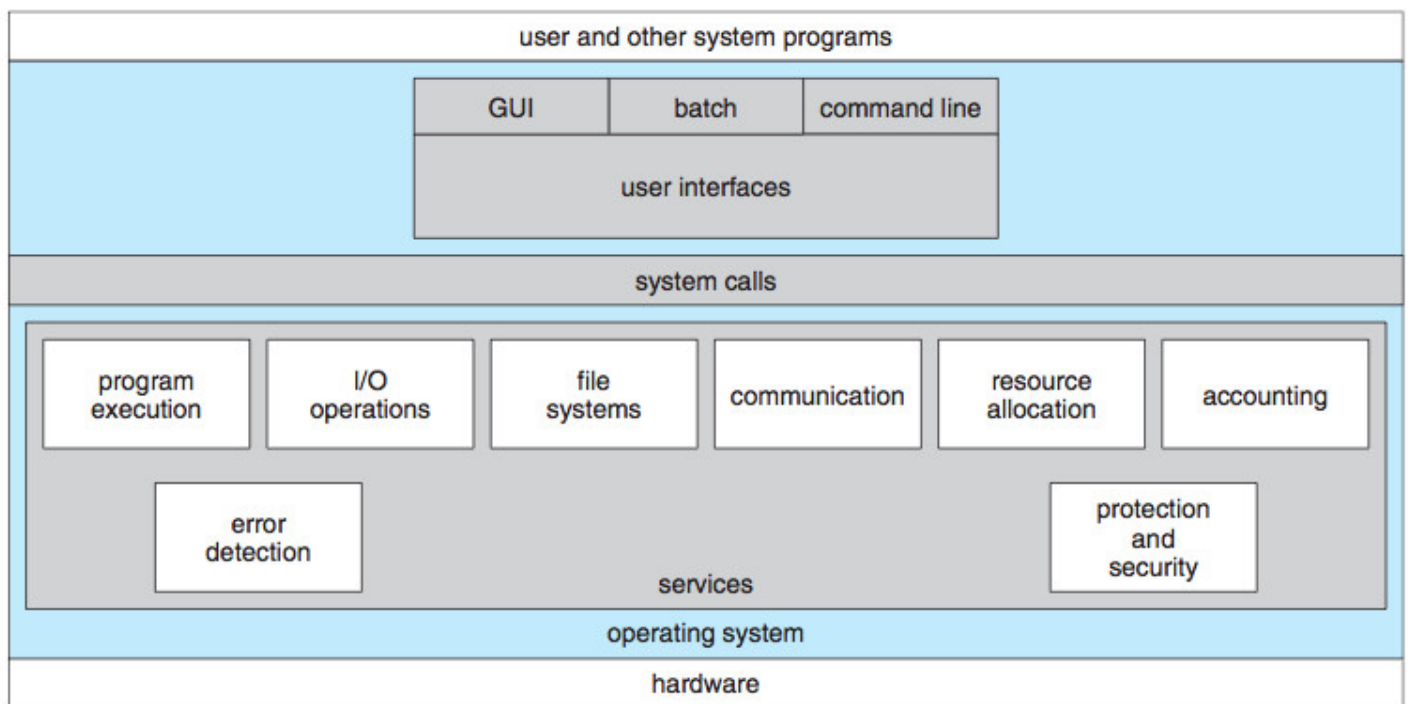 user and other system programs
GUI
batch
command line
user interfaces
system calls
program
execution
I/O
operations
file
systems
communication
resource
allocation
accounting
error
detection
protection
and
security
services
operating system
hardware